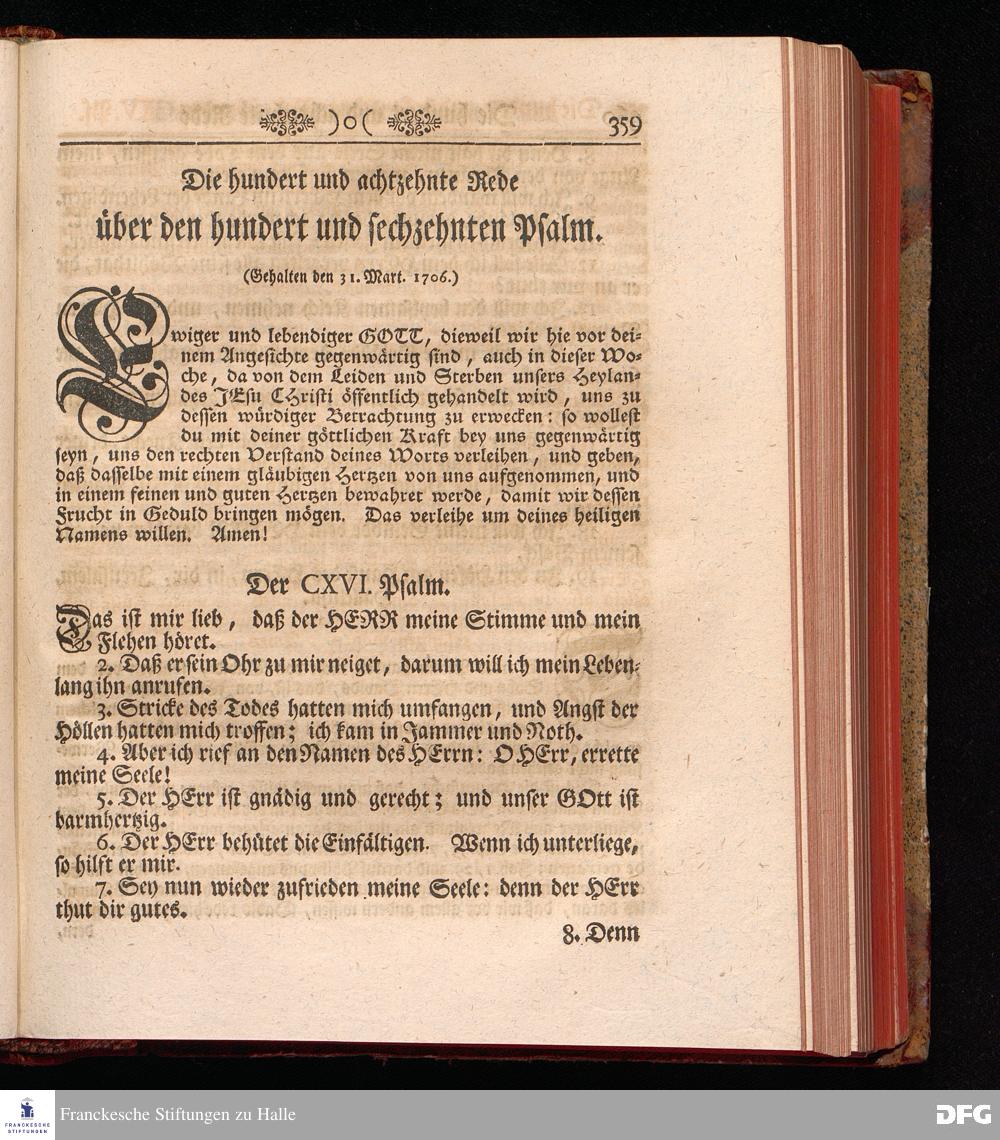 )o( 359
Die hundert und achtzehnte Rede
über den hundert und sechzehnten Psalm.
(Gehalten den 31. Mart. 1706.)
Ewiger und lebendiger GOTT, dieweil wir hie vor dei-
nem Angesichte gegenwärtig sind, auch in dieser Wo-
che, da von dem Leiden und Sterben unsers Heylan-
des JEsu CHristi öffentlich gehandelt wird, uns zu
dessen würdiger Betrachtung zu erwecken: so wollest
du mit deiner göttlichen Kraft bey uns gegenwärtig
seyn, uns den rechten Verstand deines Worts verleihen, und geben,
daß dasselbe mit einem gläubigen Hertzen von uns aufgenommen, und
in einem feinen und guten Hertzen bewahret werde, damit wir dessen
Frucht in Geduld bringen mögen. Das verleihe um deines heiligen
Namens willen. Amen!
Der CXVI. Psalm.
Das ist mir lieb, daß der HERR meine Stimme und mein
Flehen höret.
2. Daß er sein Ohr zu mir neiget, darum will ich mein Leben-
lang ihn anrufen.
3. Stricke des Todes hatten mich umfangen, und Angst der
Höllen hatten mich troffen; ich kam in Jammer und Noth.
4. Aber ich rief an den Namen des HErrn: O HErr, errette
meine Seele!
5. Der HErr ist gnädig und gerecht; und unser GOtt ist
barmhertzig.
6. Der HErr behütet die Einfältigen. Wenn ich unterliege,
so hilft er mir.
7. Sey nun wieder zufrieden meine Seele: denn der HErr
thut dir gutes.
8. Denn
FRANCKESCHE
STIFTUNGEN
Franckesche Stiftungen zu Halle
DFG